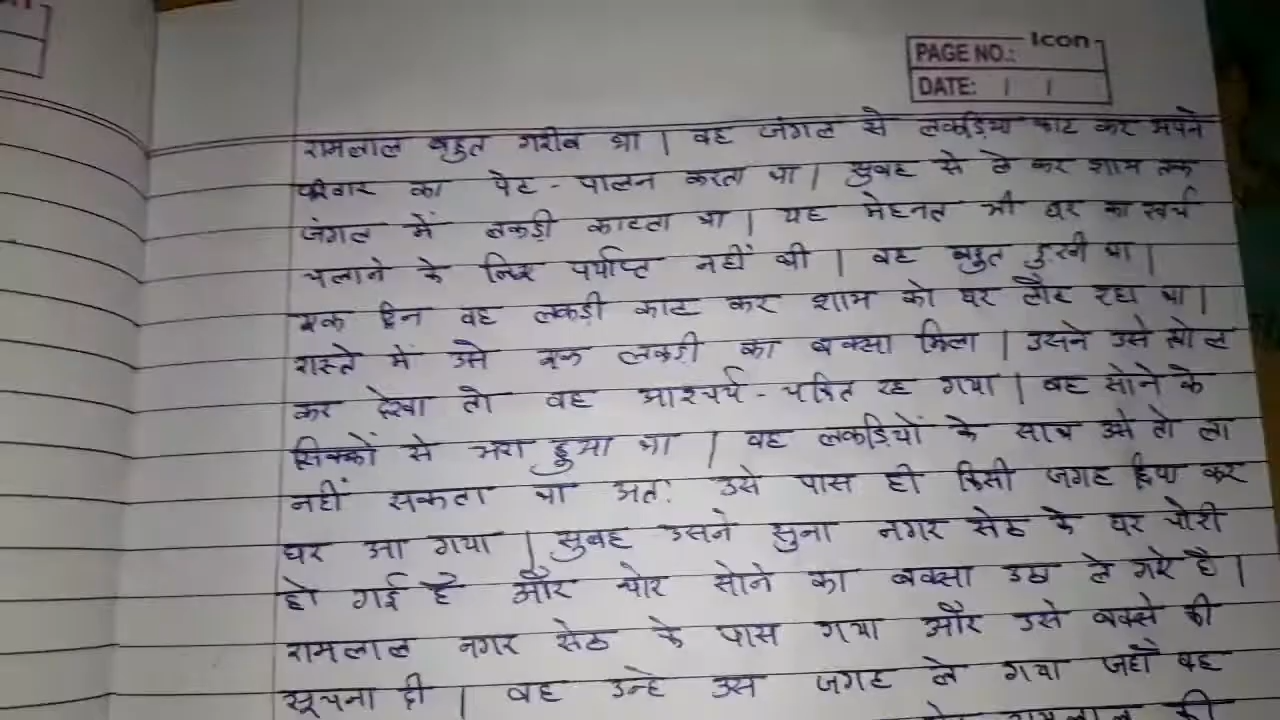 Icon
PAGE NO.:
DATE: / /
रामलाल बहुत गरीब था। वह जंगल से लकड़िया काट कर अपने
परिवार का पेट - पालन करता था। सुबह से ले कर शाम तक
जंगल में लकड़ी काटता था। यह मेहनत भी घर का खर्च
चलाने के लिए पर्याप्त नहीं थी। वह बहुत दुःखी था।
एक दिन वह लकड़ी काट कर शाम को घर लौट रहा था।
रास्ते में उसे एक लकड़ी का बक्सा मिला। उसने उसे खोल
कर देखा तो वह आश्चर्य - चकित रह गया। वह सोने के
सिक्कों से भरा हुआ था। वह लकड़ियों के साथ उसे तो ला
नहीं सकता था अतः उसे पास ही किसी जगह छिपा कर
घर आ गया। सुबह उसने सुना नगर सेठ के घर चोरी
हो गई है और चोर सोने का बक्सा उठा ले गये है।
रामलाल नगर सेठ के पास गया और उसे बक्से की
सूचना दी। वह उन्हे उस जगह ले गया जहाँ वह
रामलाल की